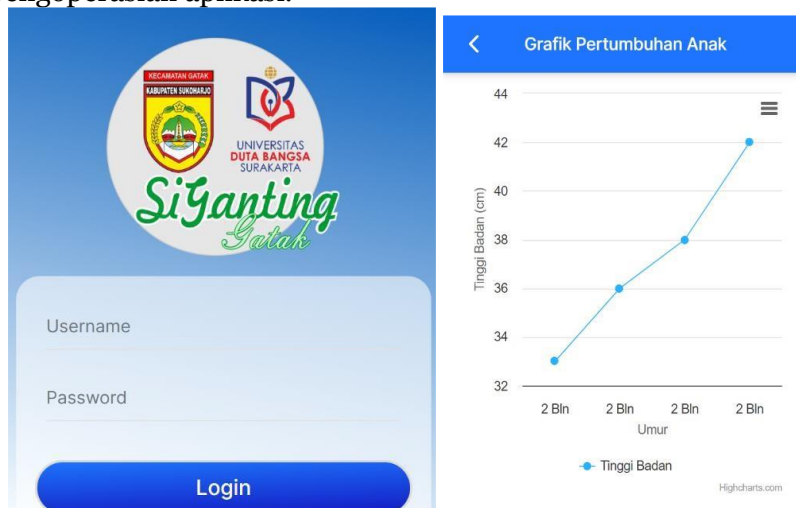 KECAMATAN GATAK
KABUPATEN SUKOHARJO
UNIVERSITAS
DUTA BANGSA
SURAKARTA
SiGanting
Gatak
Username
Password
Login
Grafik Pertumbuhan Anak
44
42
40
38
36
34
32
Tinggi Badan (cm)
2 Bln 2 Bln 2 Bln 2 Bln
Umur
Tinggi Badan
Highcharts.com